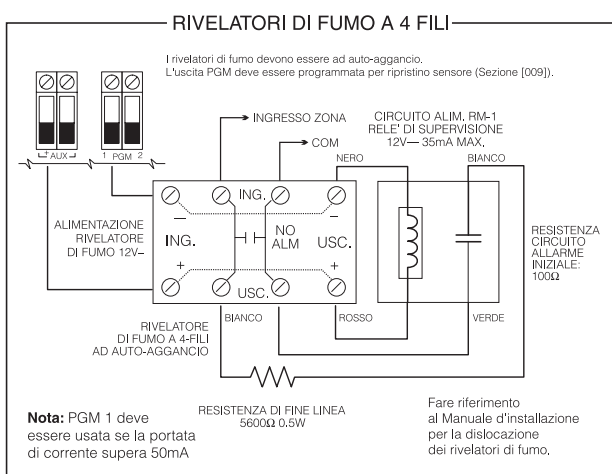 RIVELATORI DI FUMO A 4 FILI
I rivelatori di fumo devono essere ad auto-aggancio.
L'uscita PGM deve essere programmata per ripristino sensore (Sezione [009]).
+ AUX -
1 PGM 2
INGRESSO ZONA
COM
NERO
CIRCUITO ALIM. RM-1
RELE' DI SUPERVISIONE
12V— 35mA MAX.
BIANCO
ALIMENTAZIONE
RIVELATORE
DI FUMO 12V–
ING.
–
–
ING.
NO
ALM
USC.
+
+
USC.
RESISTENZA
CIRCUITO
ALLARME
INIZIALE:
100Ω
BIANCO
ROSSO
VERDE
RIVELATORE
DI FUMO A 4-FILI
AD AUTO-AGGANCIO
RESISTENZA DI FINE LINEA
5600Ω 0.5W
Nota: PGM 1 deve
essere usata se la portata
di corrente supera 50mA
Fare riferimento
al Manuale d'installazione
per la dislocazione
dei rivelatori di fumo.